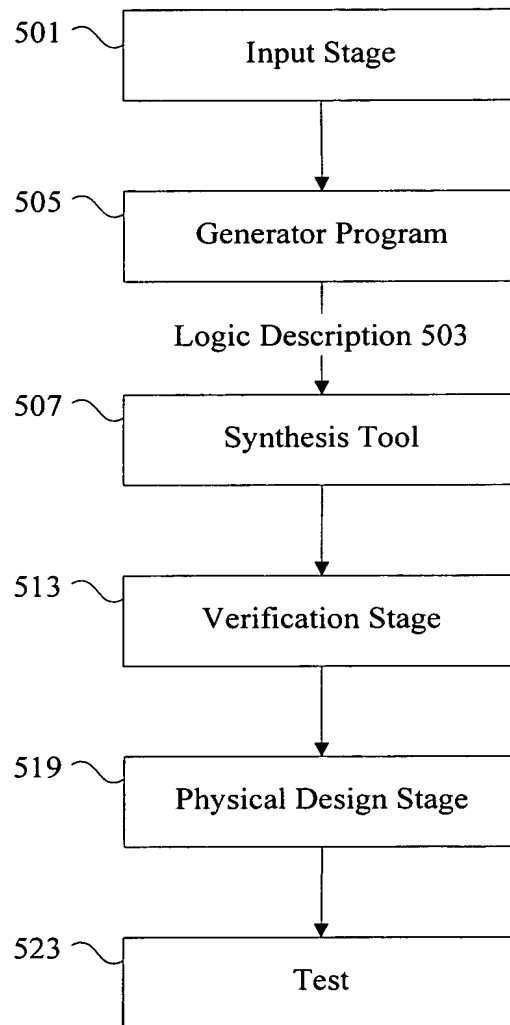 501
Input Stage
505
Generator Program
Logic Description 503
507
Synthesis Tool
513
Verification Stage
519
Physical Design Stage
523
Test